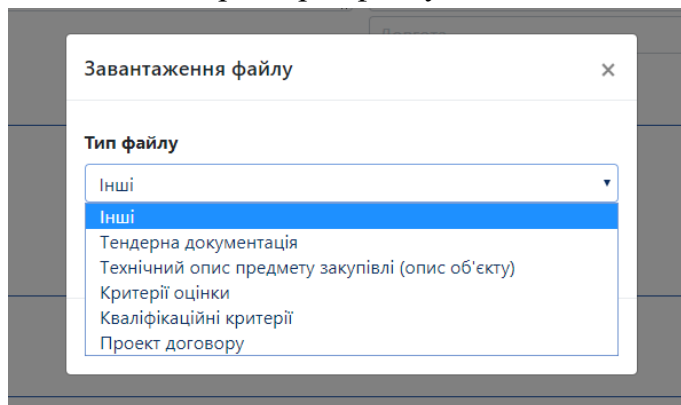 Завантаження файлу
×
Тип файлу
Інші
Інші
Тендерна документація
Технічний опис предмету закупівлі (опис об'єкту)
Критерії оцінки
Кваліфікаційні критерії
Проект договору